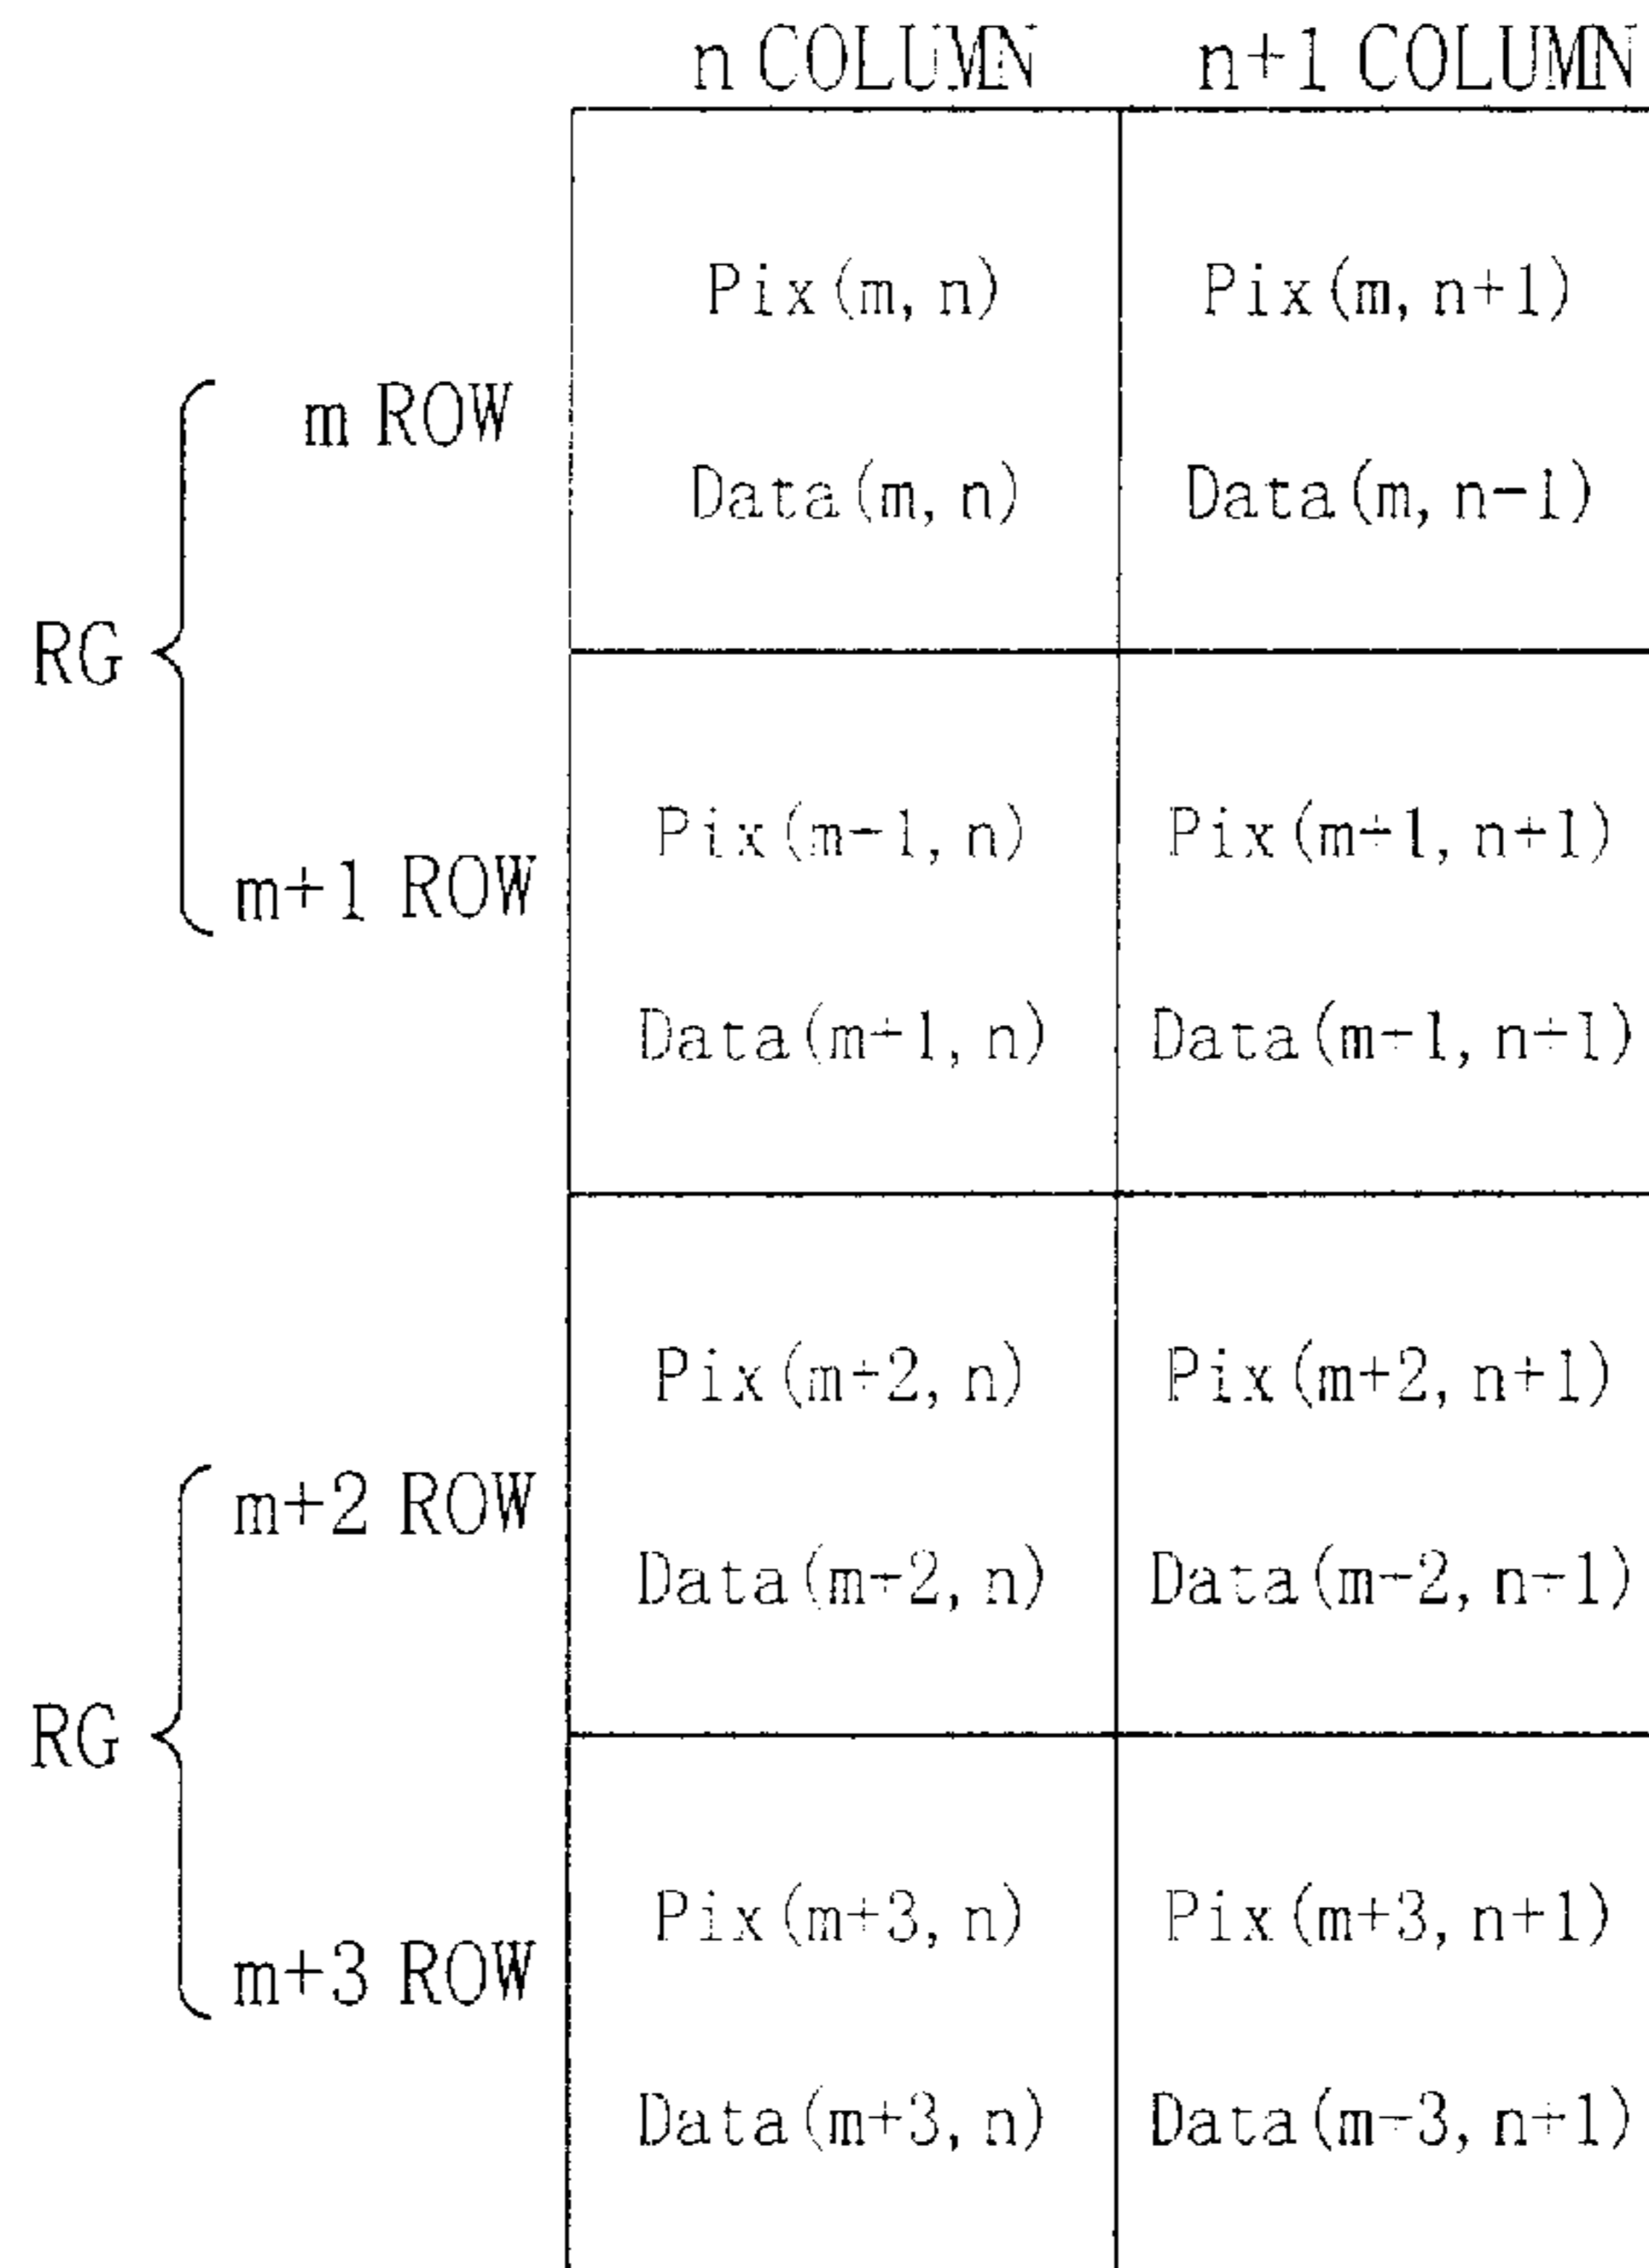 n COLUMN n+1 COLUMN
Pix(m, n) Pix(m, n+1)
m ROW
Data(m, n) Data(m, n-1)
RG
Pix(m-1, n) Pix(m+1, n+1)
m+1 ROW
Data(m+1, n) Data(m-1, n+1)
Pix(m+2, n) Pix(m+2, n+1)
m+2 ROW
Data(m-2, n) Data(m-2, n-1)
RG
Pix(m+3, n) Pix(m+3, n+1)
m+3 ROW
Data(m+3, n) Data(m-3, n+1)